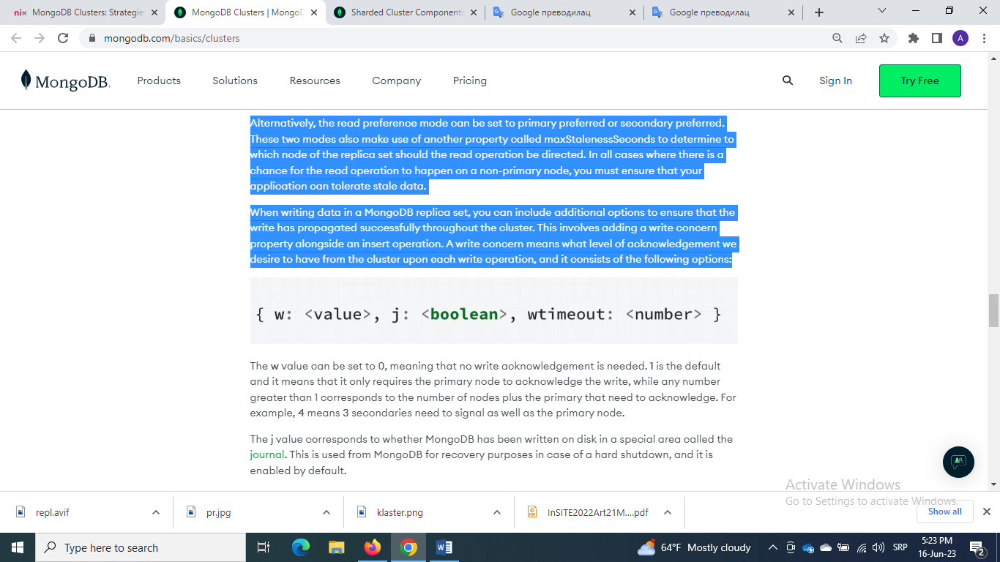 MongoDB Clusters: Strategie
MongoDB Clusters | MongoD
Sharded Cluster Components
Google преводилац
Google преводилац
mongodb.com/basics/clusters
A
MongoDB.
Products
Solutions
Resources
Company
Pricing
Sign In
Try Free
Alternatively, the read preference mode can be set to primary preferred or secondary preferred.
These two modes also make use of another property called maxStalenessSeconds to determine to
which node of the replica set should the read operation be directed. In all cases where there is a
chance for the read operation to happen on a non-primary node, you must ensure that your
application can tolerate stale data.
When writing data in a MongoDB replica set, you can include additional options to ensure that the
write has propagated successfully throughout the cluster. This involves adding a write concern
property alongside an insert operation. A write concern means what level of acknowledgement we
desire to have from the cluster upon each write operation, and it consists of the following options:
{ w: <value>, j: <boolean>, wtimeout: <number> }
The w value can be set to 0, meaning that no write acknowledgement is needed. 1 is the default
and it means that it only requires the primary node to acknowledge the write, while any number
greater than 1 corresponds to the number of nodes plus the primary that need to acknowledge. For
example, 4 means 3 secondaries need to signal as well as the primary node.
The j value corresponds to whether MongoDB has been written on disk in a special area called the
journal. This is used from MongoDB for recovery purposes in case of a hard shutdown, and it is
enabled by default.
Activate Windows
Go to Settings to activate Windows.
repl.avif
pr.jpg
klaster.png
InSITE2022Art21M....pdf
Show all
Type here to search
64°F Mostly cloudy
SRP
5:23 PM
16-Jun-23
2